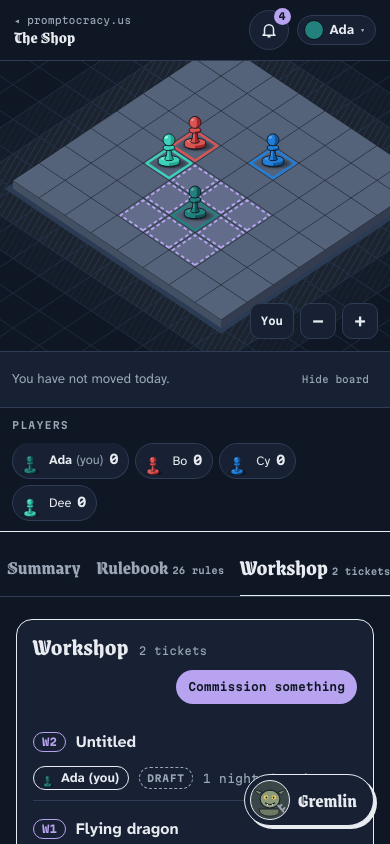 ◂ promptocracy.us
The Shop
4
Ada ▾
You − +
You have not moved today.
Hide board
PLAYERS
Ada (you) 0
Bo 0
Cy 0
Dee 0
Summary
Rulebook 26 rules
Workshop 2 tickets
Workshop 2 tickets
Commission something
W2 Untitled
Ada (you) DRAFT 1
Gremlin
W1 Flying dragon